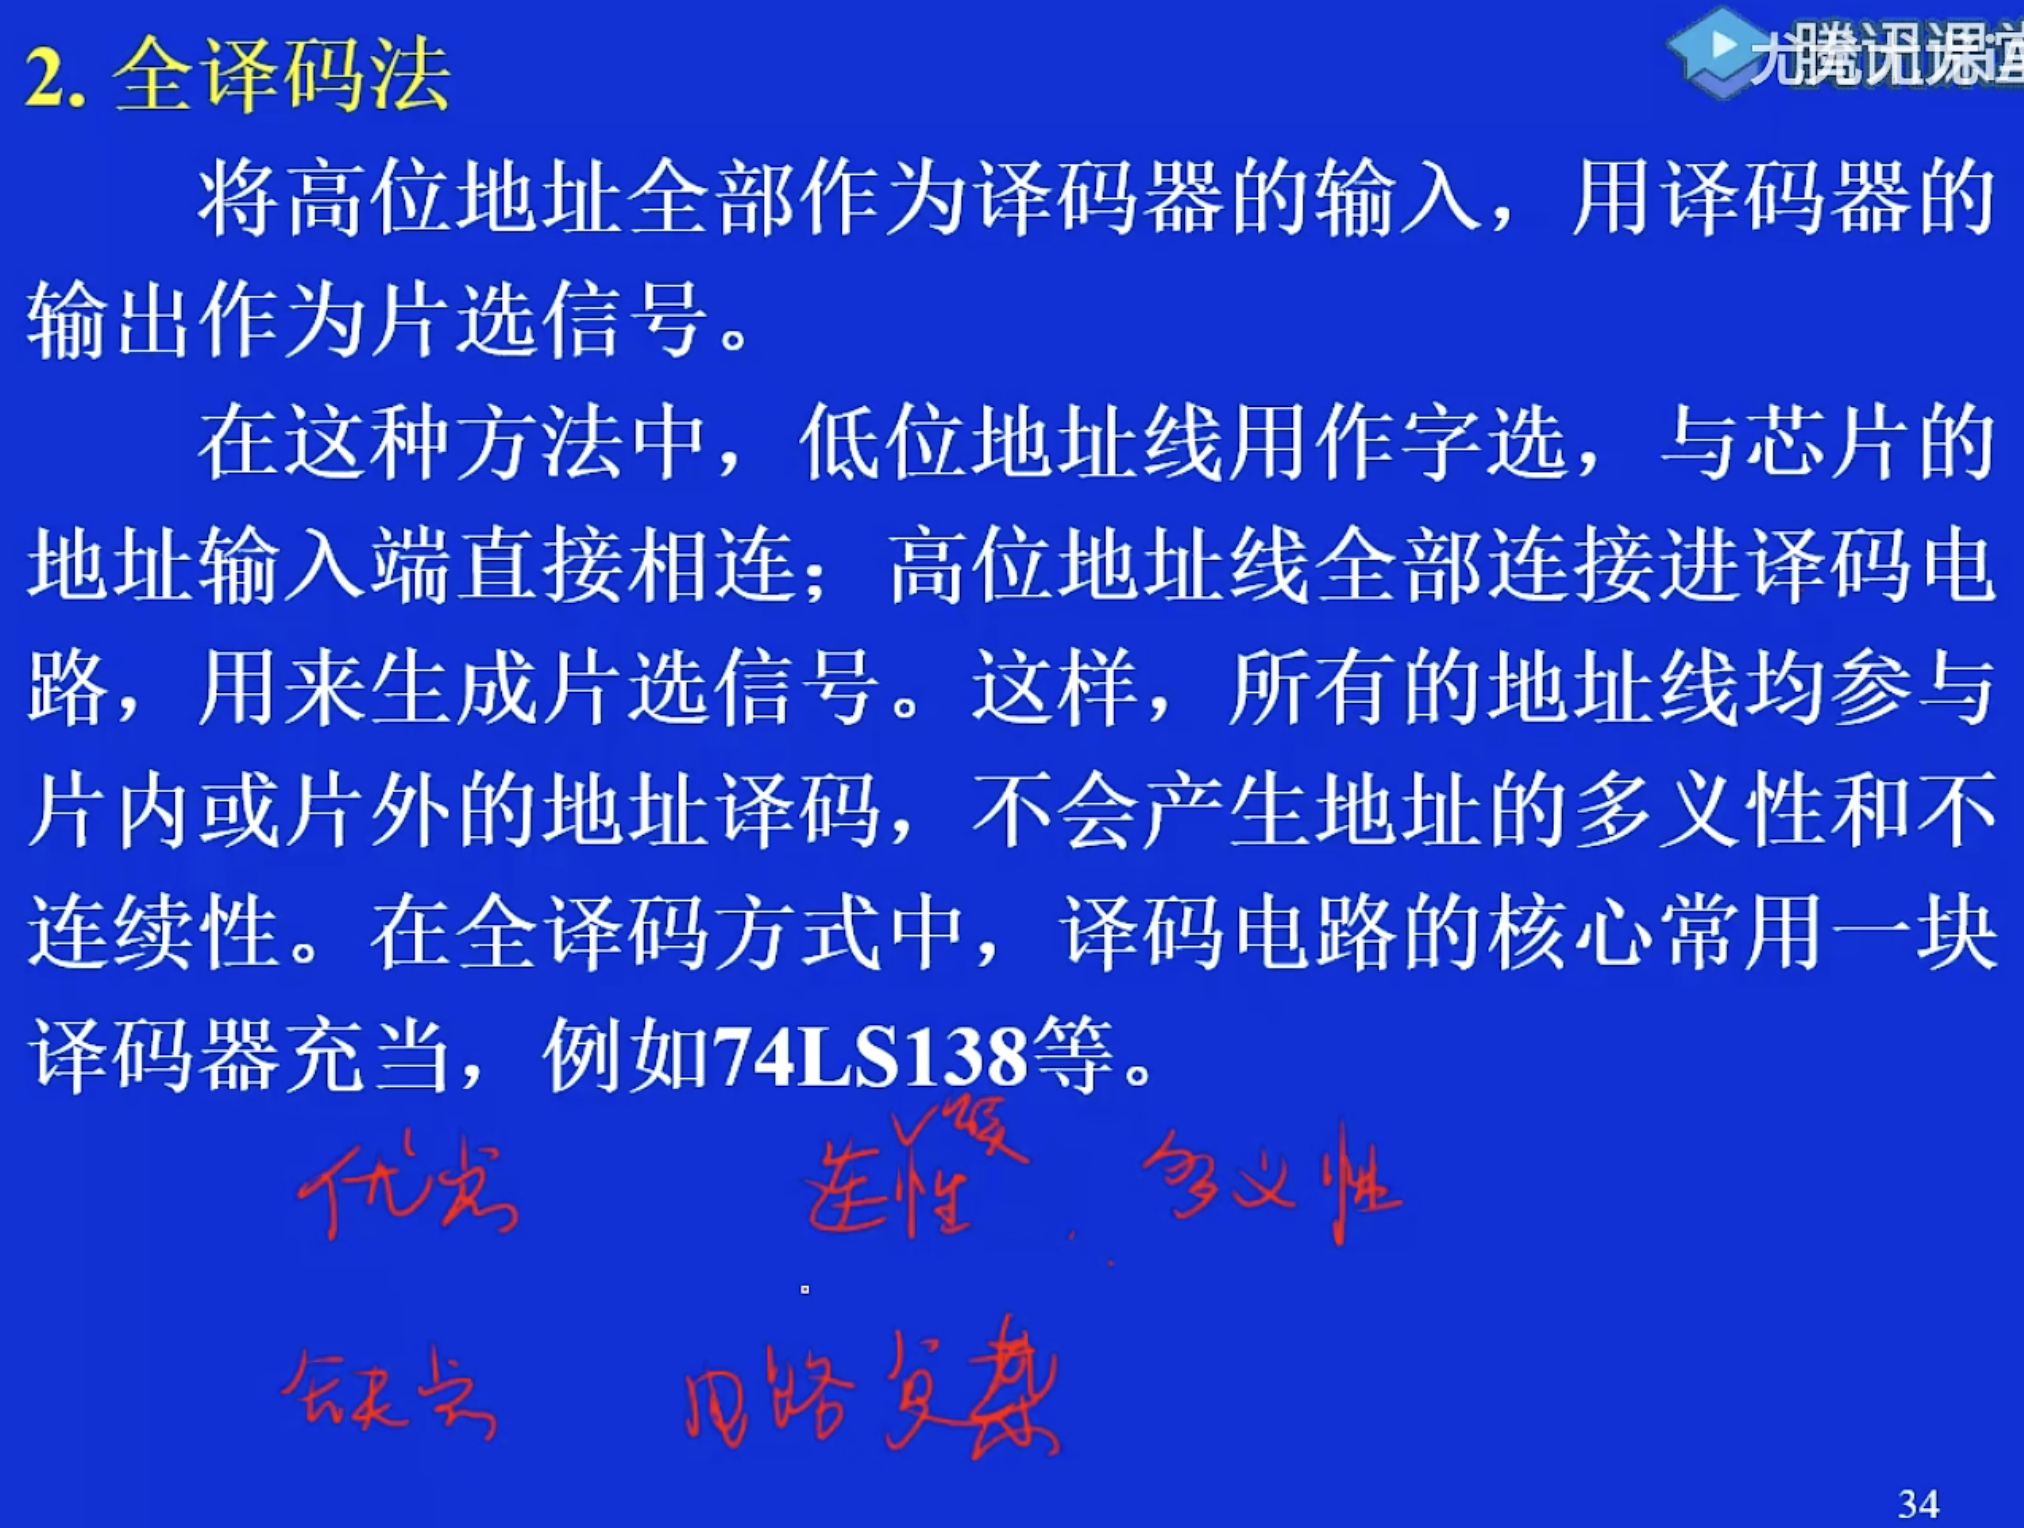 2. 全译码法
腾讯课堂
将高位地址全部作为译码器的输入，用译码器的
输出作为片选信号。
在这种方法中，低位地址线用作字选，与芯片的
地址输入端直接相连；高位地址线全部连接进译码电
路，用来生成片选信号。这样，所有的地址线均参与
片内或片外的地址译码，不会产生地址的多义性和不
连续性。在全译码方式中，译码电路的核心常用一块
译码器充当，例如74LS138等。
优点 连续性 多义性
缺点 电路复杂
34